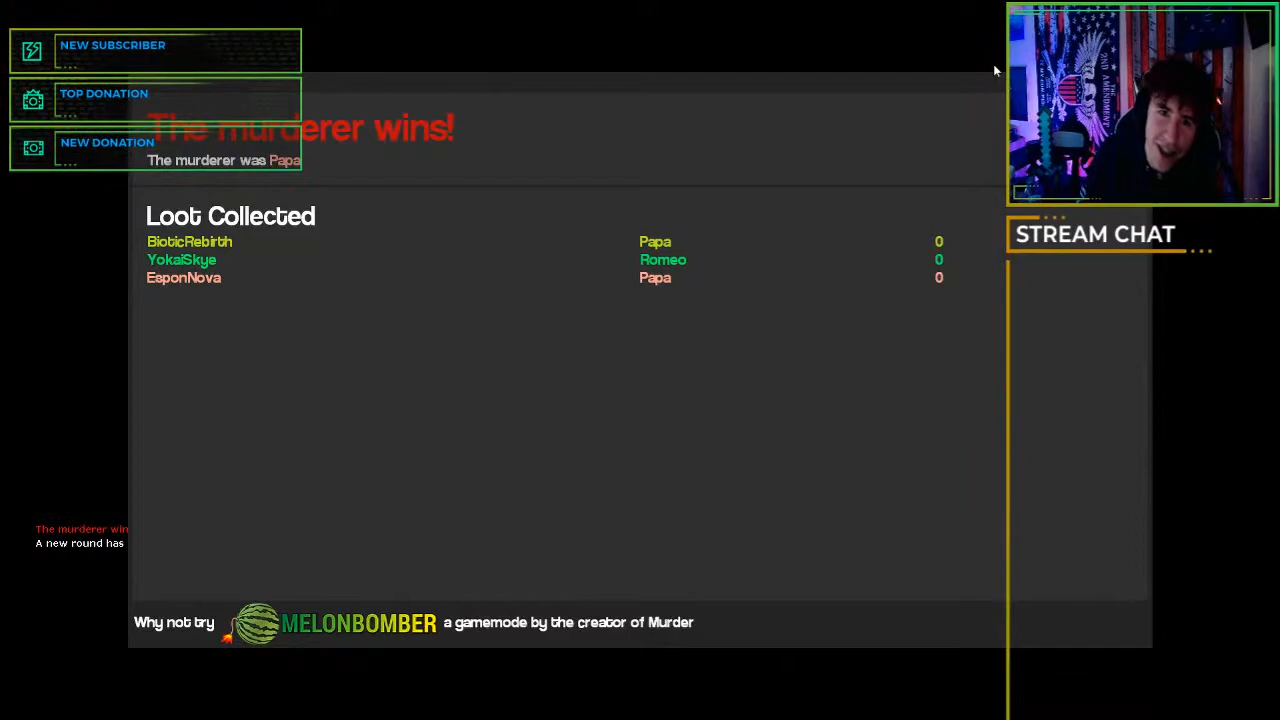 NEW SUBSCRIBER
....
TOP DONATION
....
NEW DONATION
....
The murderer wins!
The murderer was Papa
Loot Collected
BioticRebirth Papa 0
YokaiSkye Romeo 0
EsponNova Papa 0
2ND AMENDMENT
STREAM CHAT
The murderer win
A new round has
Why not try MELONBOMBER a gamemode by the creator of Murder